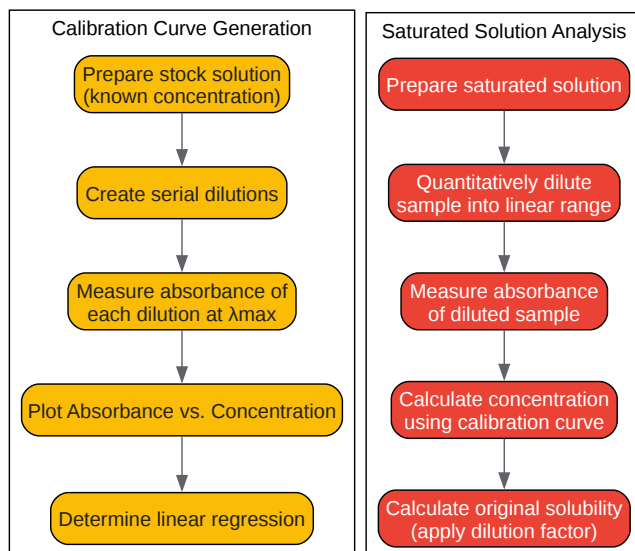 Calibration Curve Generation
Prepare stock solution
(known concentration)
Create serial dilutions
Measure absorbance of
each dilution at λmax
Plot Absorbance vs. Concentration
Determine linear regression
Saturated Solution Analysis
Prepare saturated solution
Quantitatively dilute
sample into linear range
Measure absorbance
of diluted sample
Calculate concentration
using calibration curve
Calculate original solubility
(apply dilution factor)